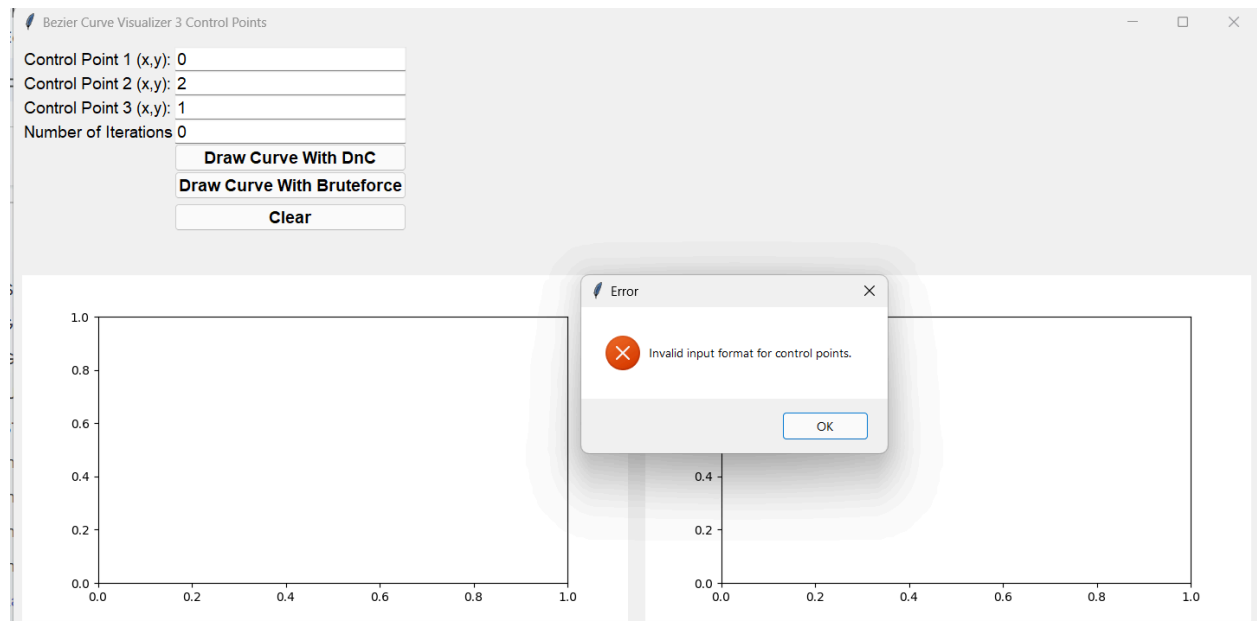 Bezier Curve Visualizer 3 Control Points
Control Point 1 (x,y): 0
Control Point 2 (x,y): 2
Control Point 3 (x,y): 1
Number of Iterations 0
Draw Curve With DnC
Draw Curve With Bruteforce
Clear
Error
Invalid input format for control points.
OK
1.0
0.8
0.6
0.4
0.2
0.0
0.0 0.2 0.4 0.6 0.8 1.0
0.4
0.2
0.0
0.0 0.2 0.4 0.6 0.8 1.0